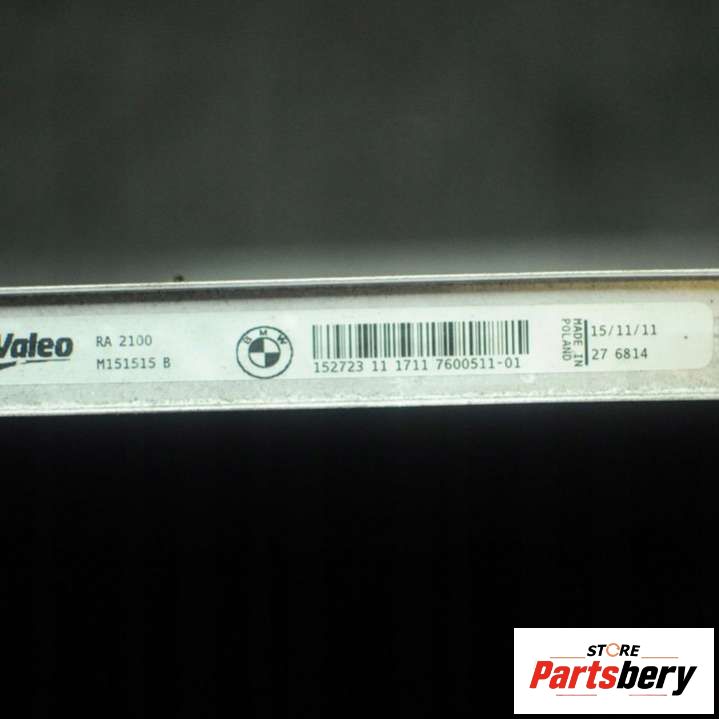 Valeo
RA 2100
M151515 B
BMW
152723 11 1711 7600511-01
MADE IN
POLAND
15/11/11
27 6814
STORE
Partsbery